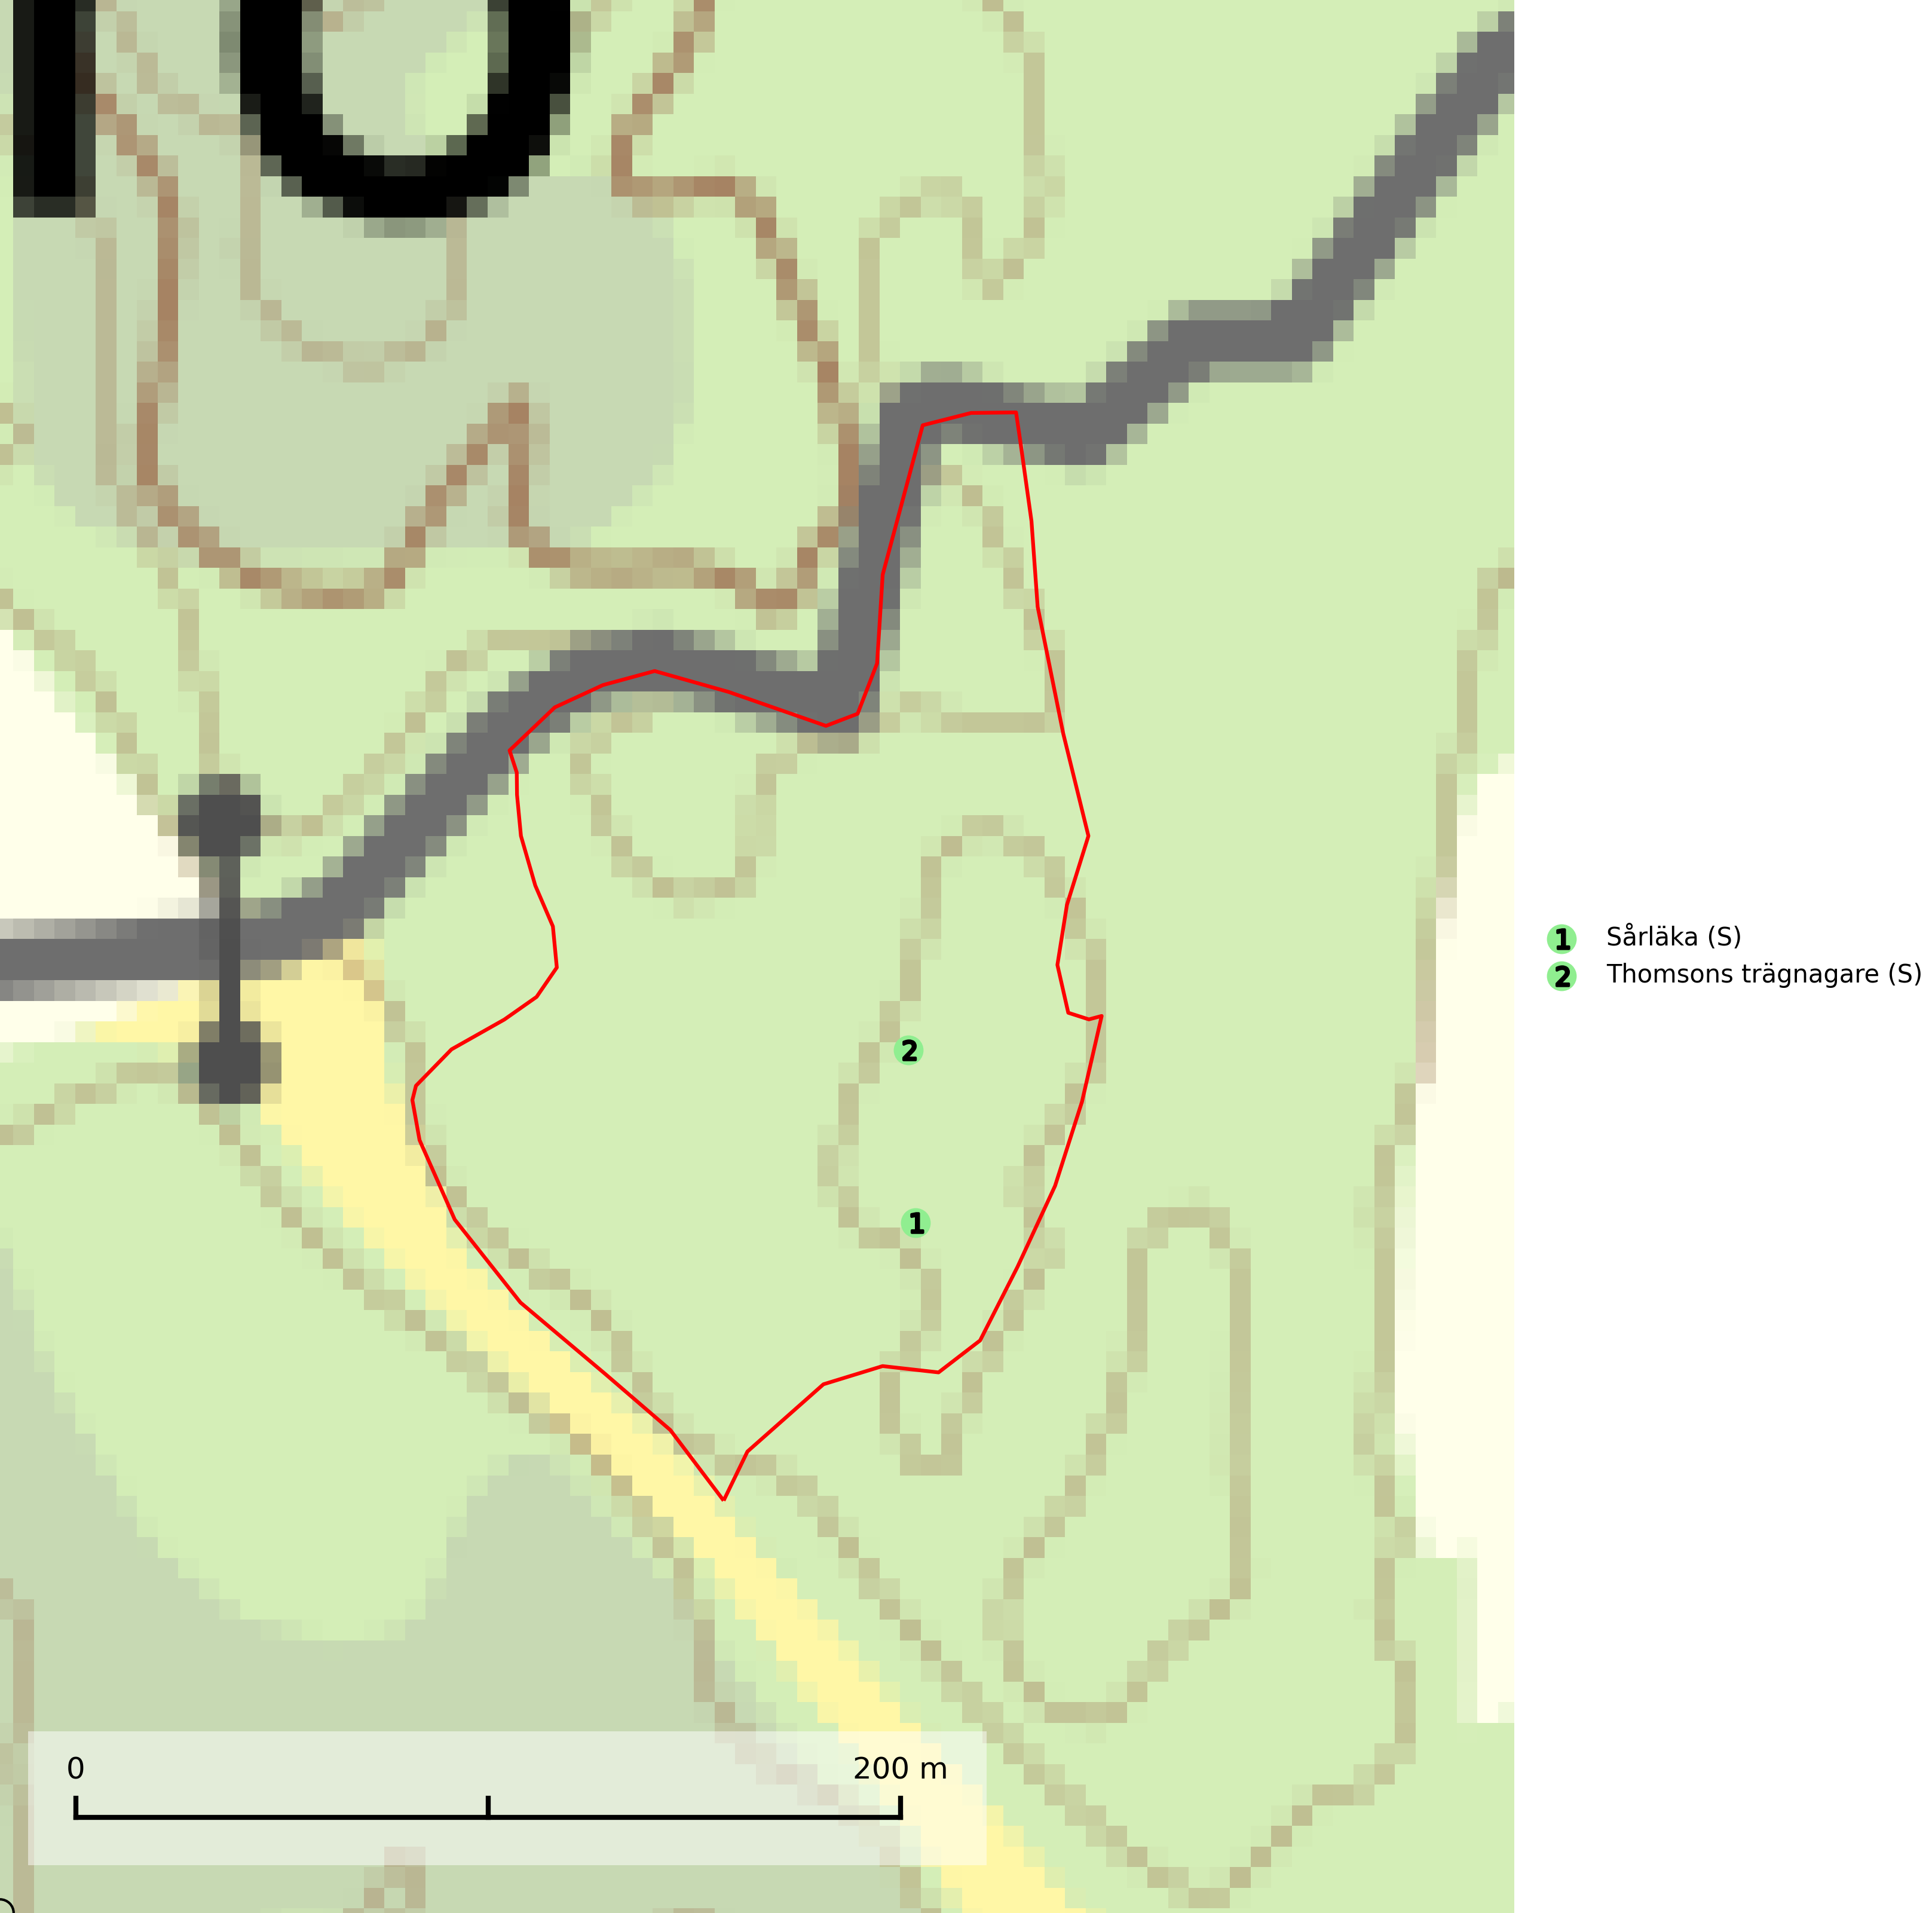 1 Sårläka (S)
2 Thomsons trägnagare (S)
2
1
0 200 m